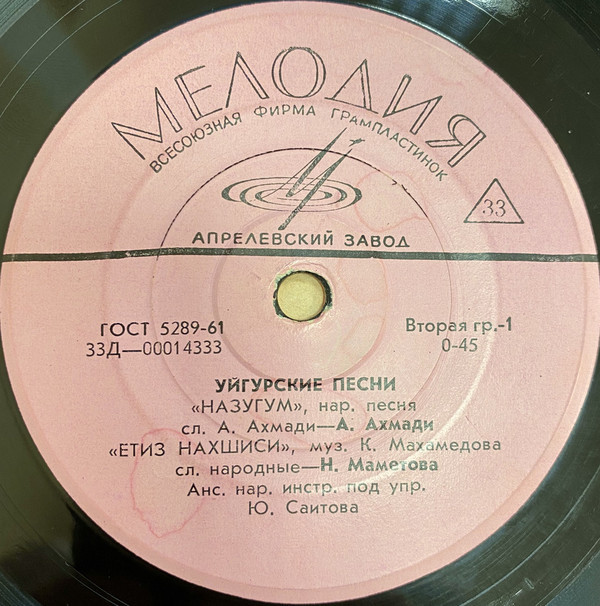 МЕЛОДИЯ
ВСЕСОЮЗНАЯ ФИРМА ГРАМПЛАСТИНОК
33
АПРЕЛЕВСКИЙ ЗАВОД
ГОСТ 5289-61
33Д—00014333
Вторая гр.-1
0-45
УЙГУРСКИЕ ПЕСНИ
«НАЗУГУМ», нар. песня
сл. А. Ахмади—А. Ахмади
«ЕТИЗ НАХШИСИ», муз. К. Махамедова
сл. народные—Н. Маметова
Анс. нар. инстр. под упр.
Ю. Саитова